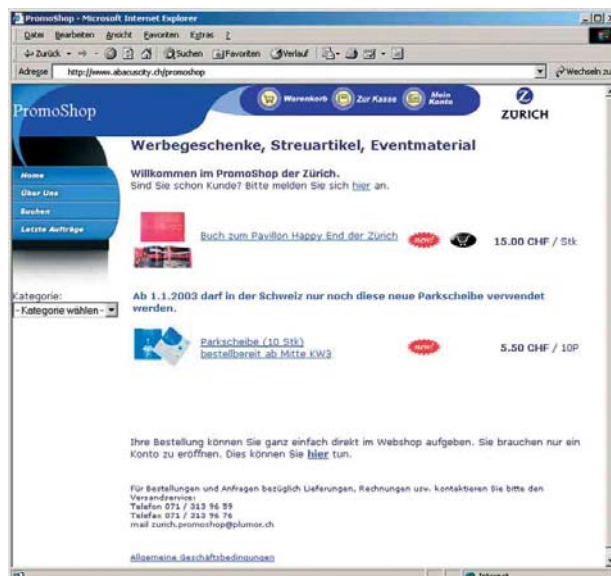 PromoShop - Microsoft Internet Explorer
Datei Bearbeiten Ansicht Favoriten Extras ?
Zurück Suchen Favoriten Verlauf
Adresse http://www.abacuscity.ch/promoshop Wechseln zu
PromoShop
Warenkorb Zur Kasse Mein Konto
ZURICH
Werbegeschenke, Streuartikel, Eventmaterial
Home
Über Uns
Suchen
Letzte Aufträge
Willkommen im PromoShop der Zürich.
Sind Sie schon Kunde? Bitte melden Sie sich hier an.
Buch zum Pavillon Happy End der Zürich new! 15.00 CHF / Stk
Kategorie:
- Kategorie wählen -
Ab 1.1.2003 darf in der Schweiz nur noch diese neue Parkscheibe verwendet
werden.
Parkscheibe (10 Stk)
bestellbereit ab Mitte KW3
new! 5.50 CHF / 10P
Ihre Bestellung können Sie ganz einfach direkt im Webshop aufgeben. Sie brauchen nur ein
Konto zu eröffnen. Dies können Sie hier tun.
Für Bestellungen und Anfragen bezüglich Lieferungen, Rechnungen usw. kontaktieren Sie bitte den
Versandservice:
Telefon 071 / 313 96 59
Telefax 071 / 313 96 76
mail zurich.promoshop@plumor.ch
Allgemeine Geschäftsbedingungen
Internet